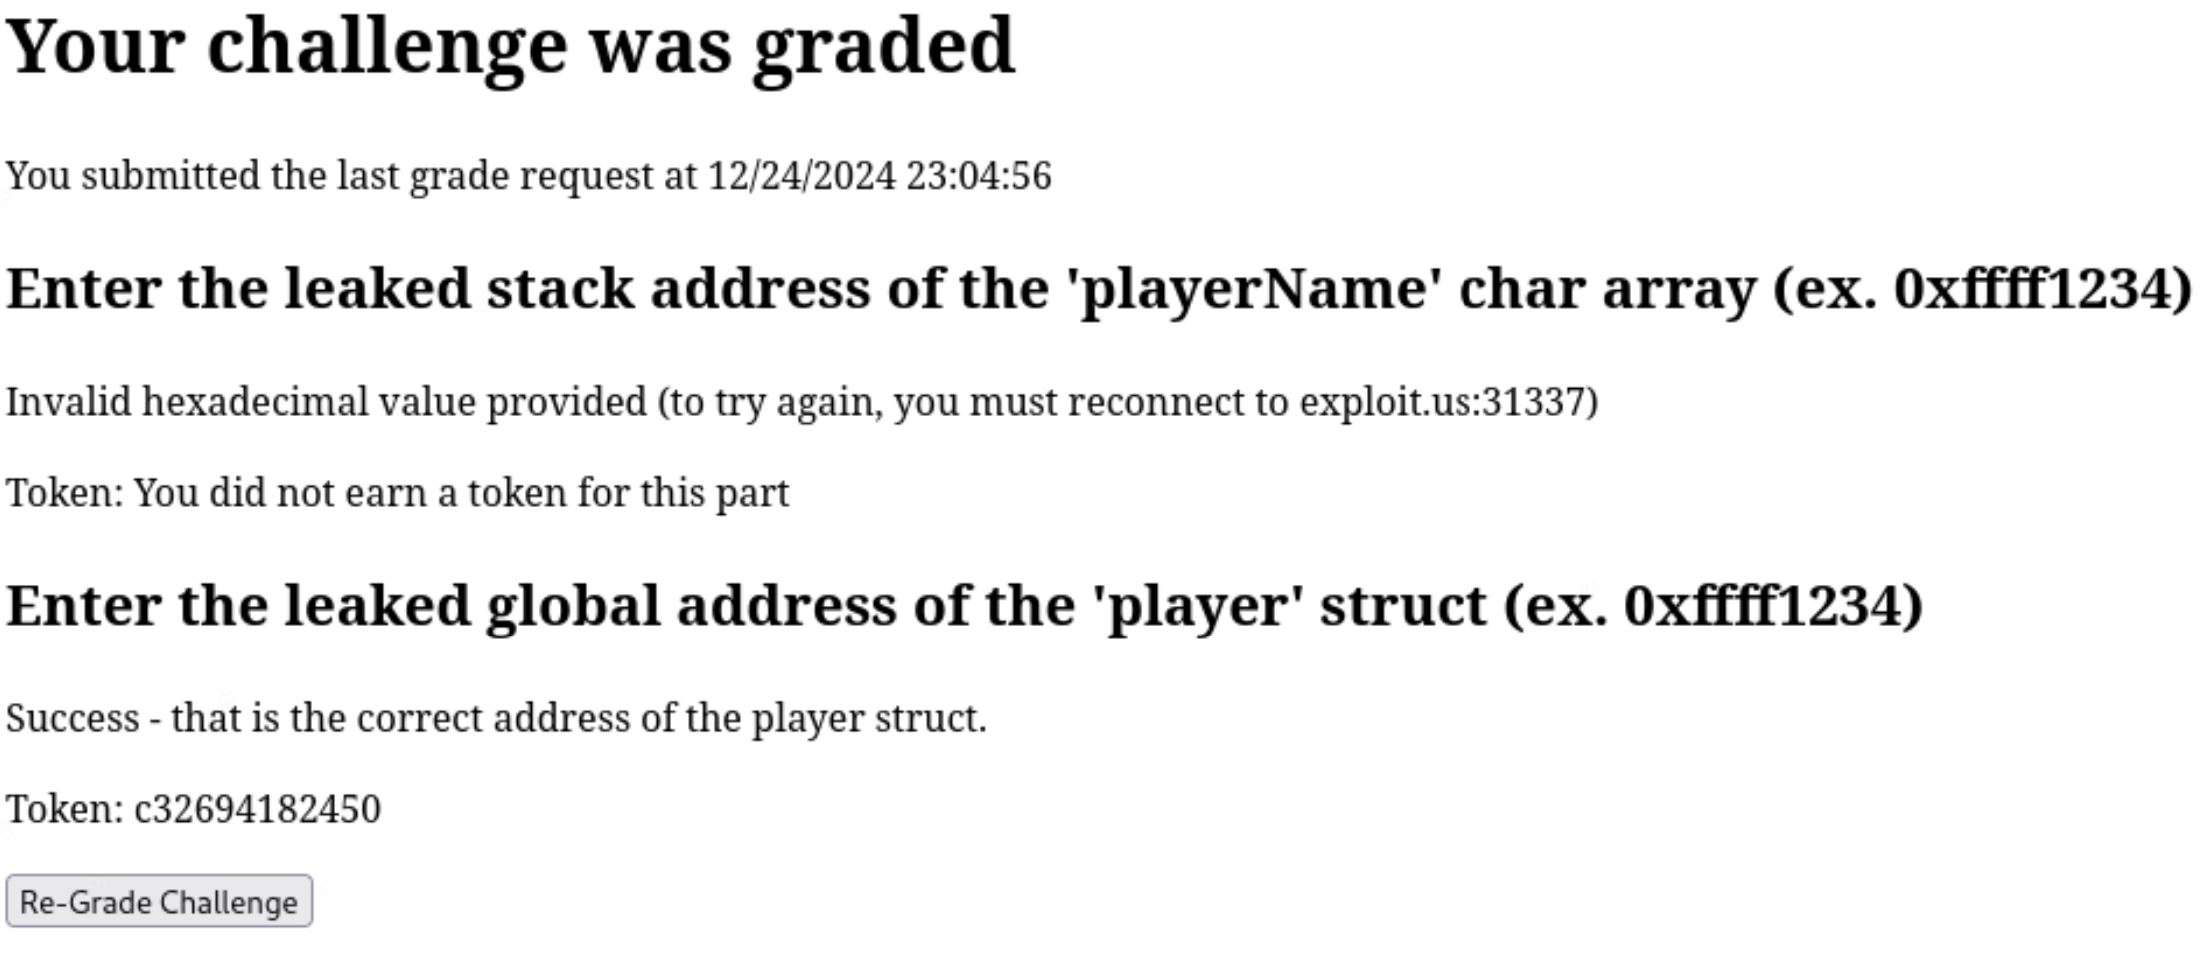 Your challenge was graded
You submitted the last grade request at 12/24/2024 23:04:56
Enter the leaked stack address of the 'playerName' char array (ex. 0xffff1234)
Invalid hexadecimal value provided (to try again, you must reconnect to exploit.us:31337)
Token: You did not earn a token for this part
Enter the leaked global address of the 'player' struct (ex. 0xffff1234)
Success - that is the correct address of the player struct.
Token: c32694182450
Re-Grade Challenge